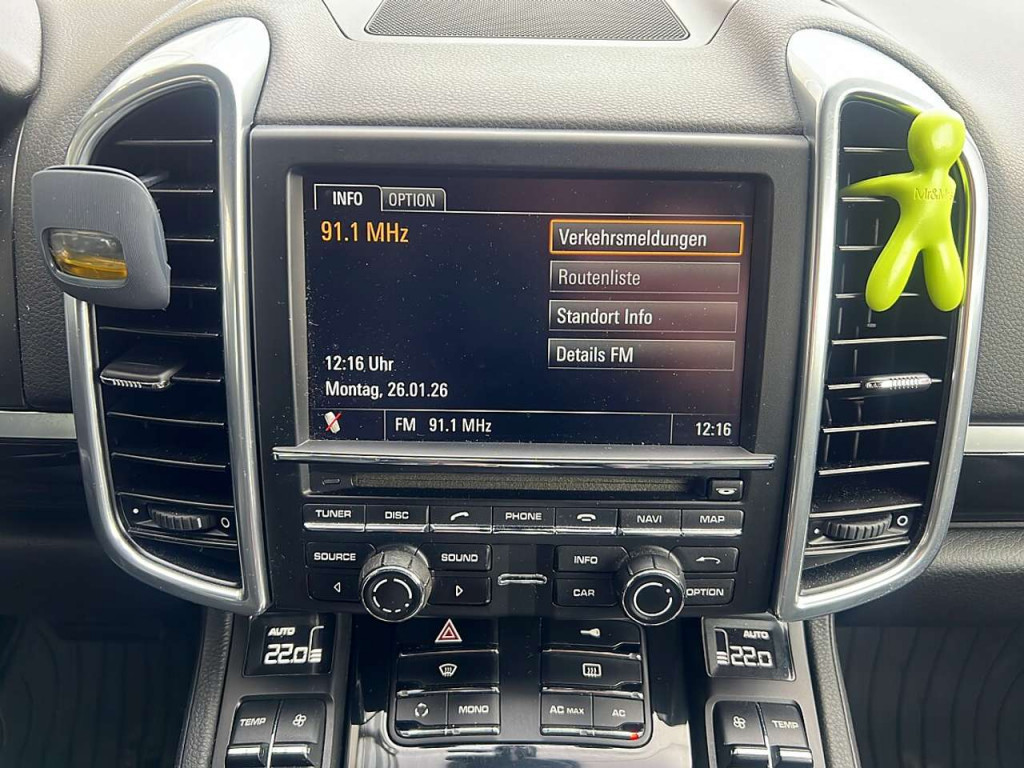 INFO OPTION
91.1 MHz
Verkehrsmeldungen
Routenliste
Standort Info
Details FM
12:16 Uhr
Montag, 26.01.26
FM 91.1 MHz 12:16
TUNER DISC PHONE NAVI MAP
SOURCE SOUND INFO
CAR OPTION
AUTO
22.0
AUTO
22.0
TEMP
MONO
AC MAX AC
TEMP